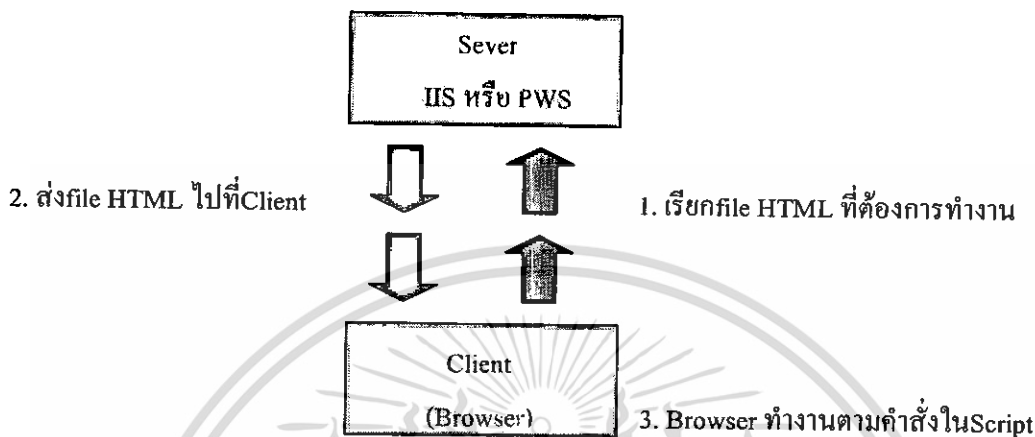 Sever
IIS หรือ PWS
2. ส่งfile HTML ไปที่Client
1. เรียกfile HTML ที่ต้องการทำงาน
Client
(Browser)
3. Browser ทำงานตามคำสั่งในScript